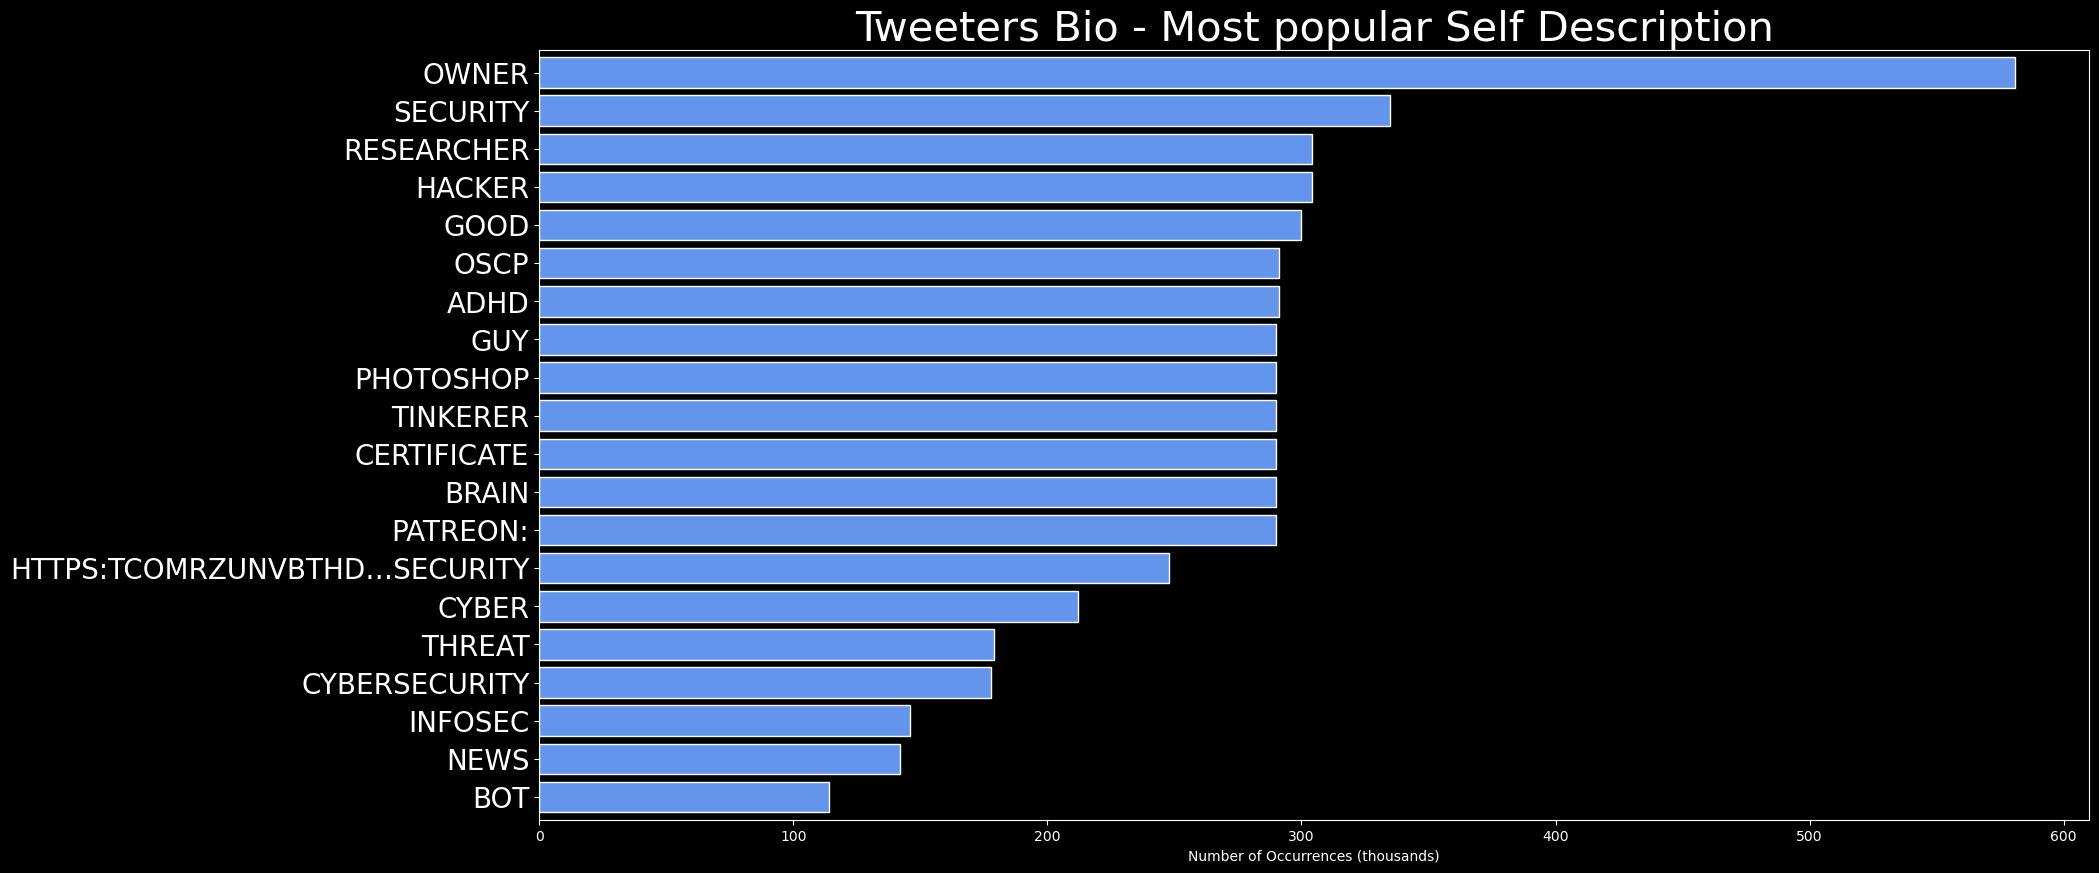 Tweeters Bio - Most popular Self Description
OWNER
SECURITY
RESEARCHER
HACKER
GOOD
OSCP
ADHD
GUY
PHOTOSHOP
TINKERER
CERTIFICATE
BRAIN
PATREON:
HTTPS:TCOMRZUNVBTHD...SECURITY
CYBER
THREAT
CYBERSECURITY
INFOSEC
NEWS
BOT
0 100 200 300 400 500 600
Number of Occurrences (thousands)